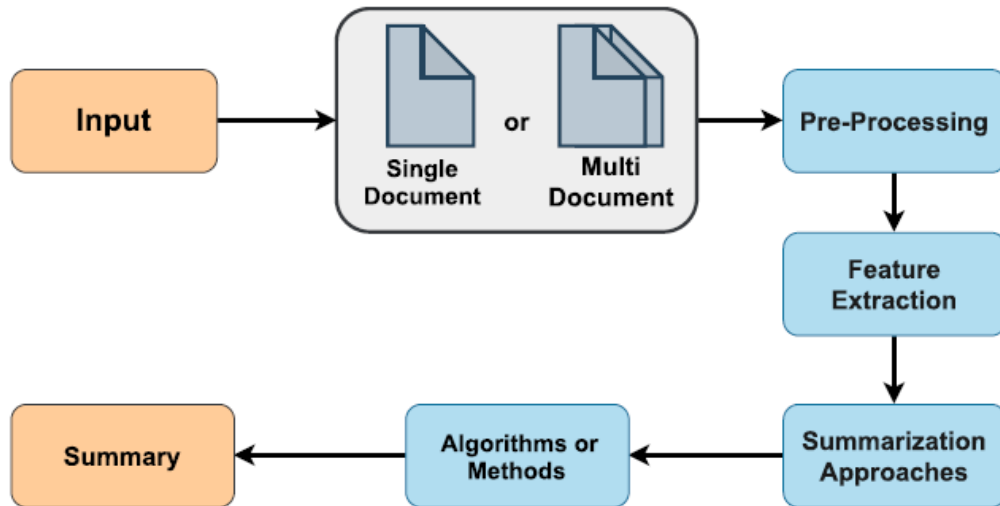 Input
Single
Document
or
Multi
Document
Pre-Processing
Feature
Extraction
Summarization
Approaches
Algorithms or
Methods
Summary